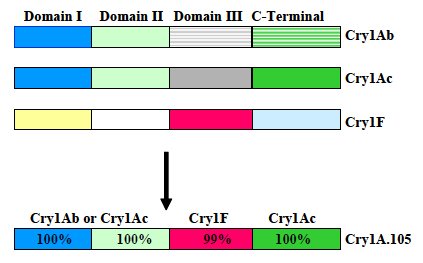 Domain I Domain II Domain III C-Terminal
Cry1Ab
Cry1Ac
Cry1F
Cry1Ab or Cry1Ac Cry1F Cry1Ac
100% 100% 99% 100% Cry1A.105